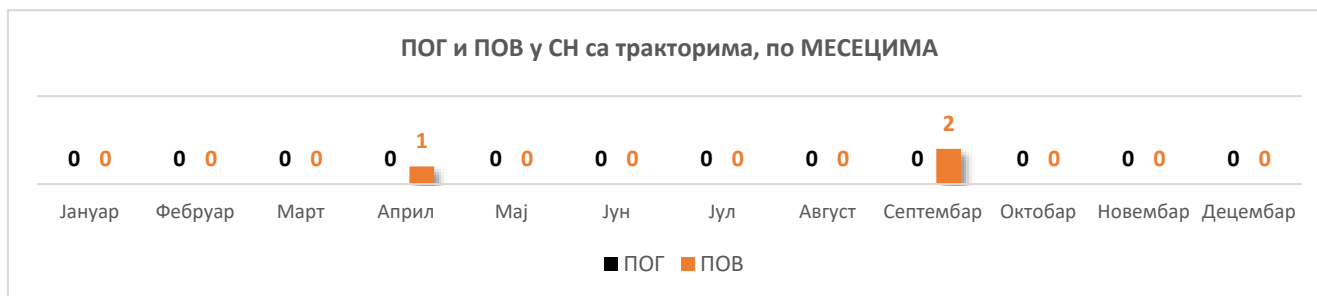 ПОГ и ПОВ у СН са тракторима, по МЕСЕЦИМА
1 2
0 0 0 0 0 0 0 0 0 0 0 0 0 0 0 0 0 0 0 0 0 0
Јануар Фебруар Март Април Мај Јун Јул Август Септембар Октобар Новембар Децембар
ПОГ ПОВ